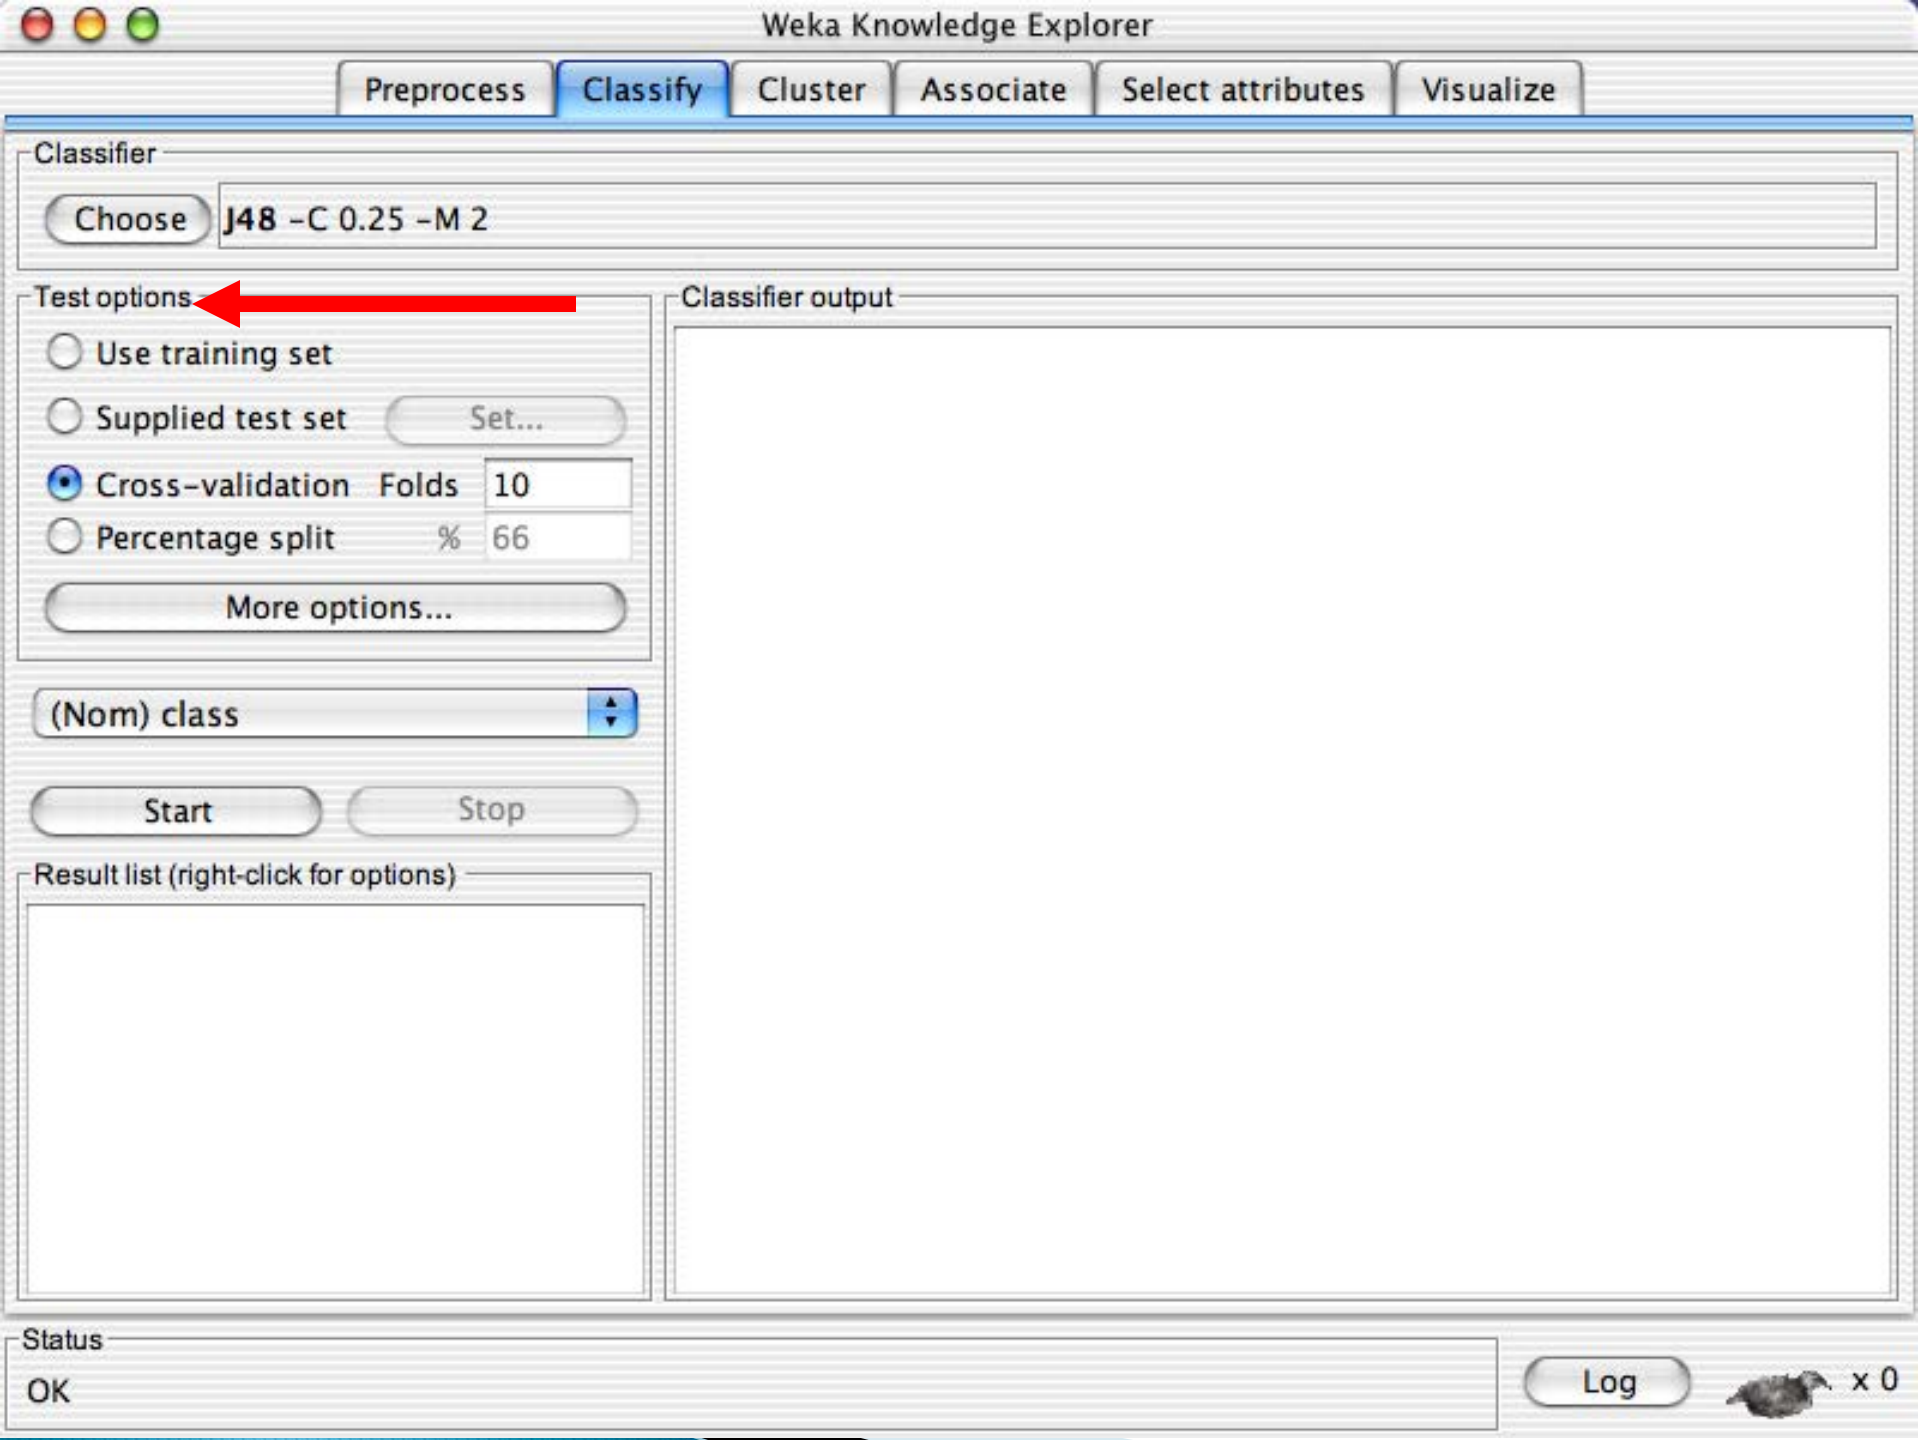 Weka Knowledge Explorer
Preprocess Classify Cluster Associate Select attributes Visualize
Classifier
Choose J48 -C 0.25 -M 2
Test options
Use training set
Supplied test set Set...
Cross-validation Folds 10
Percentage split % 66
More options...
(Nom) class
Start Stop
Result list (right-click for options)
Classifier output
Status
OK
Log x 0